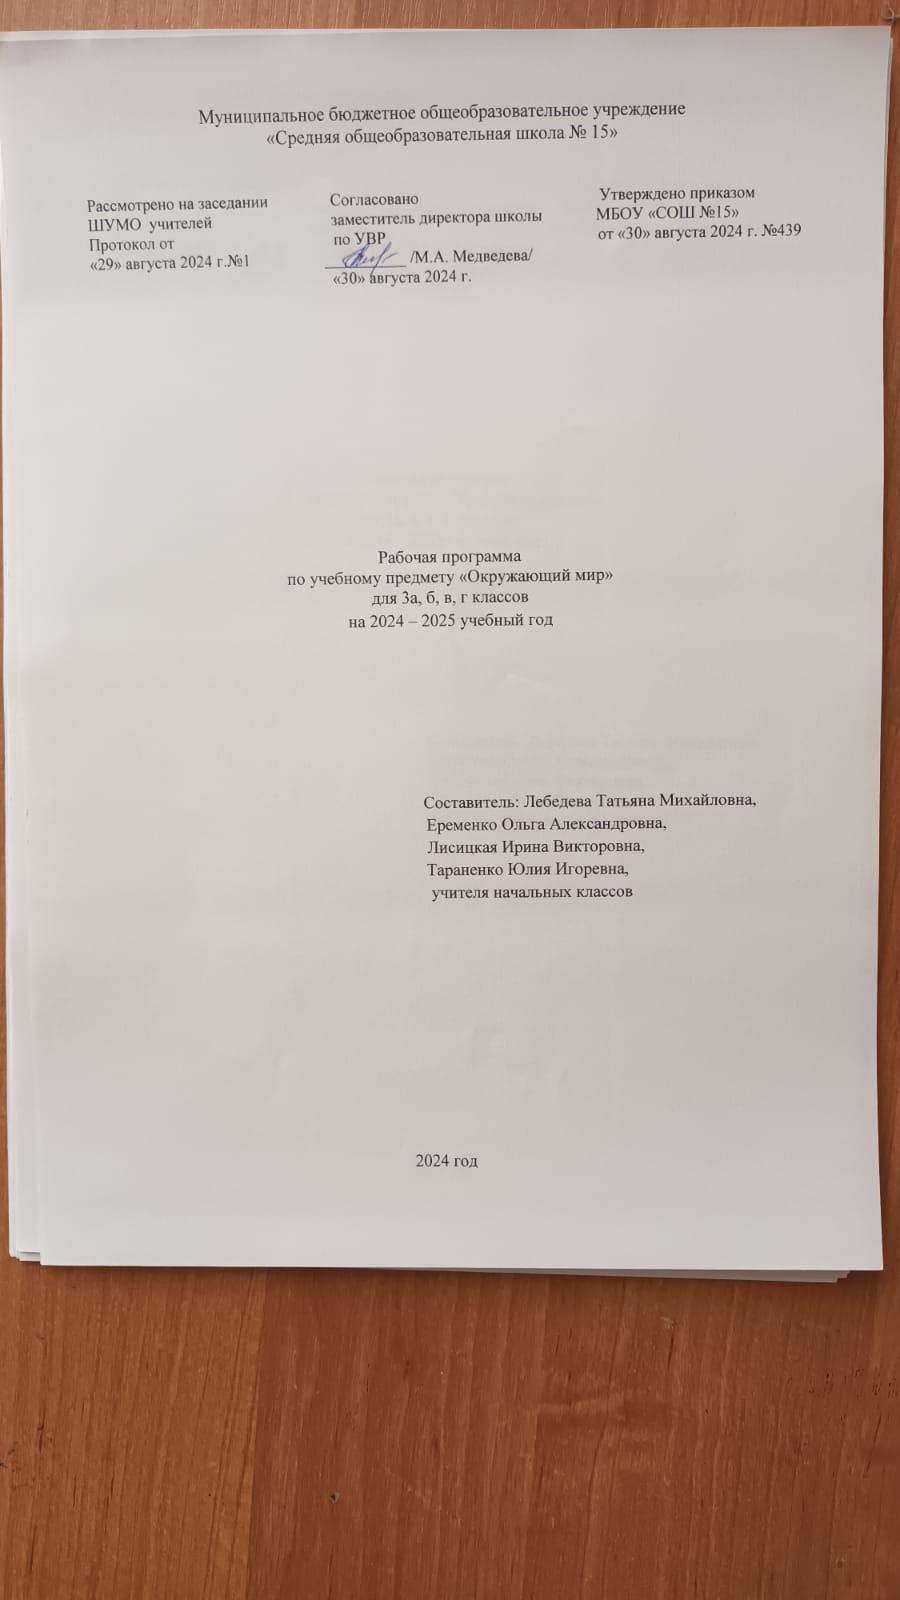 Муниципальное бюджетное общеобразовательное учреждение
«Средняя общеобразовательная школа № 15»
Рассмотрено на заседании
ШУМО учителей
Протокол от
«29» августа 2024 г.№1
Согласовано
заместитель директора школы
по УВР
/М.А. Медведева/
«30» августа 2024 г.
Утверждено приказом
МБОУ «СОШ №15»
от «30» августа 2024 г. №439
Рабочая программа
по учебному предмету «Окружающий мир»
для 3а, б, в, г классов
на 2024 – 2025 учебный год
Составитель: Лебедева Татьяна Михайловна,
Еременко Ольга Александровна,
Лисицкая Ирина Викторовна,
Тараненко Юлия Игоревна,
учителя начальных классов
2024 год